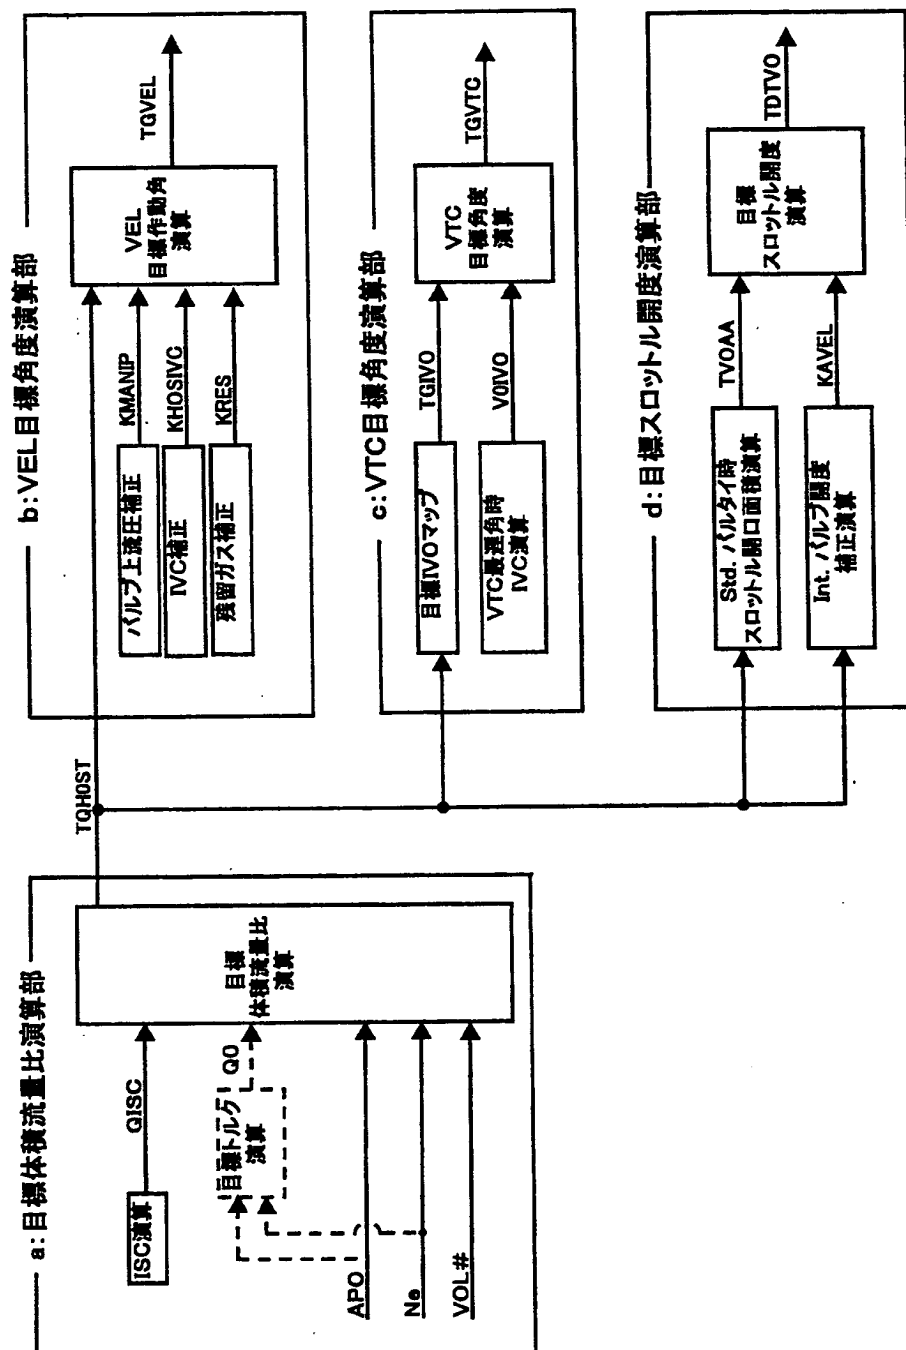 a:目標体積流量比演算部
ISC演算
QISC
目標トルク
演算
Q0
APO
Ne
VOL#
目標
体積流量比
演算
TQH0ST
b:VEL目標角度演算部
バルブ上流圧補正
IVC補正
残留ガス補正
KMANIP
KHOSIVC
KRES
VEL
目標作動角
演算
TGVEL
c:VTC目標角度演算部
目標IVOマップ
VTC最遅角時
IVC演算
TGIVO
V0IVO
VTC
目標角度
演算
TGVTC
d:目標スロットル開度演算部
Std. バルタイ時
スロットル開口面積演算
Int. バルブ開度
補正演算
TVOAA
KAVEL
目標
スロットル開度
演算
TDTVO